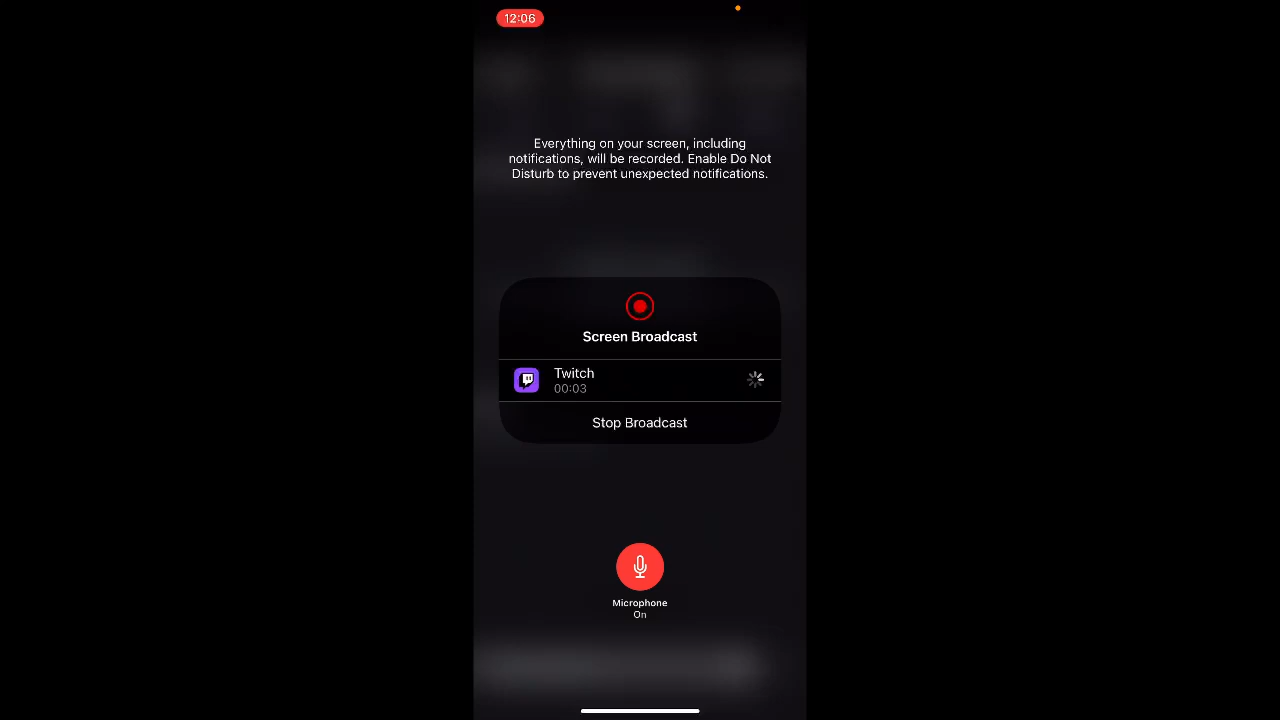 12:06
Everything on your screen, including
notifications, will be recorded. Enable Do Not
Disturb to prevent unexpected notifications.
Screen Broadcast
Twitch
00:03
Stop Broadcast
Microphone
On